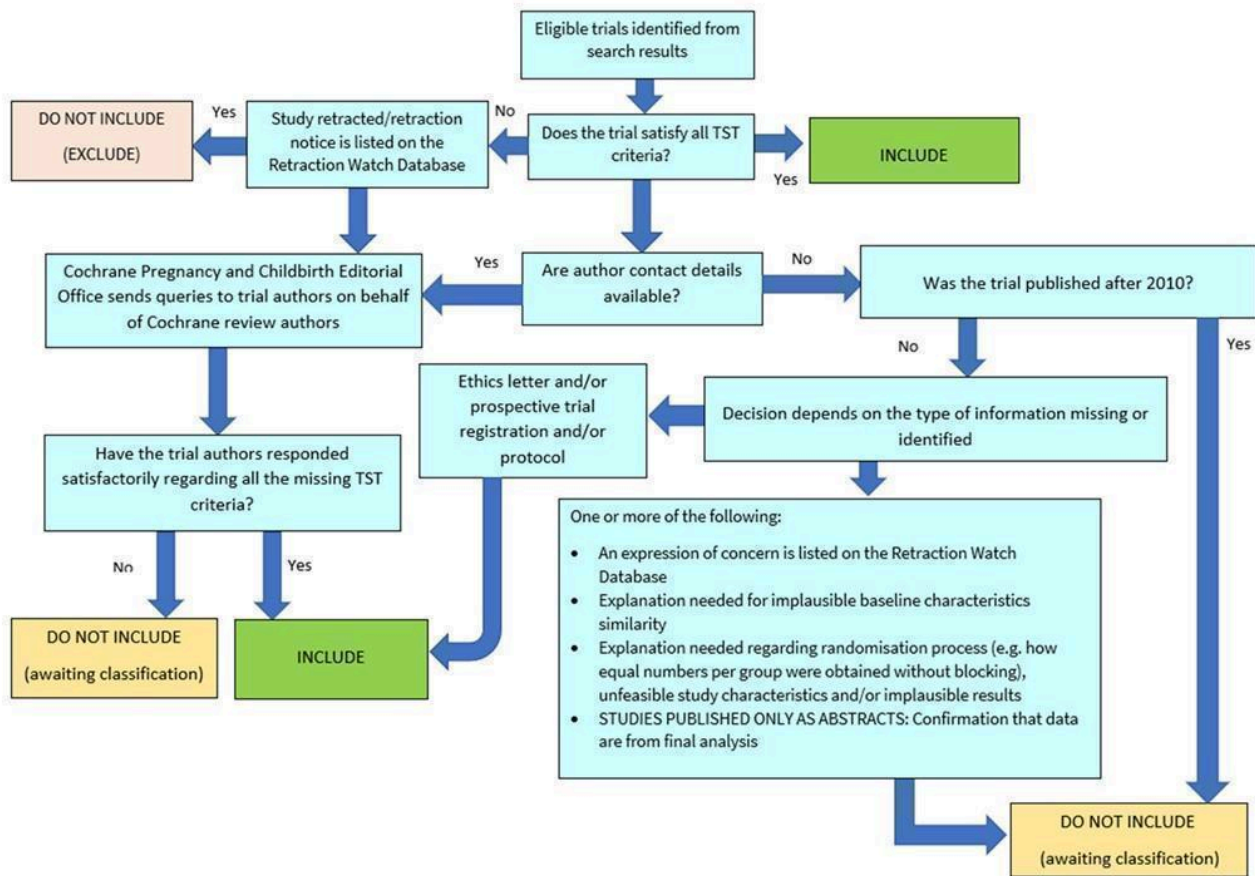 Eligible trials identified from
search results
DO NOT INCLUDE
(EXCLUDE)
Yes
Study retracted/retraction
notice is listed on the
Retraction Watch Database
No
Does the trial satisfy all TST
criteria?
Yes
INCLUDE
Cochrane Pregnancy and Childbirth Editorial
Office sends queries to trial authors on behalf
of Cochrane review authors
Yes
Are author contact details
available?
No
Was the trial published after 2010?
No
Yes
Ethics letter and/or
prospective trial
registration and/or
protocol
Decision depends on the type of information missing or
identified
Have the trial authors responded
satisfactorily regarding all the missing TST
criteria?
No
Yes
One or more of the following:
• An expression of concern is listed on the Retraction Watch
Database
• Explanation needed for implausible baseline characteristics
similarity
• Explanation needed regarding randomisation process (e.g. how
equal numbers per group were obtained without blocking),
unfeasible study characteristics and/or implausible results
• STUDIES PUBLISHED ONLY AS ABSTRACTS: Confirmation that data
are from final analysis
DO NOT INCLUDE
(awaiting classification)
INCLUDE
DO NOT INCLUDE
(awaiting classification)